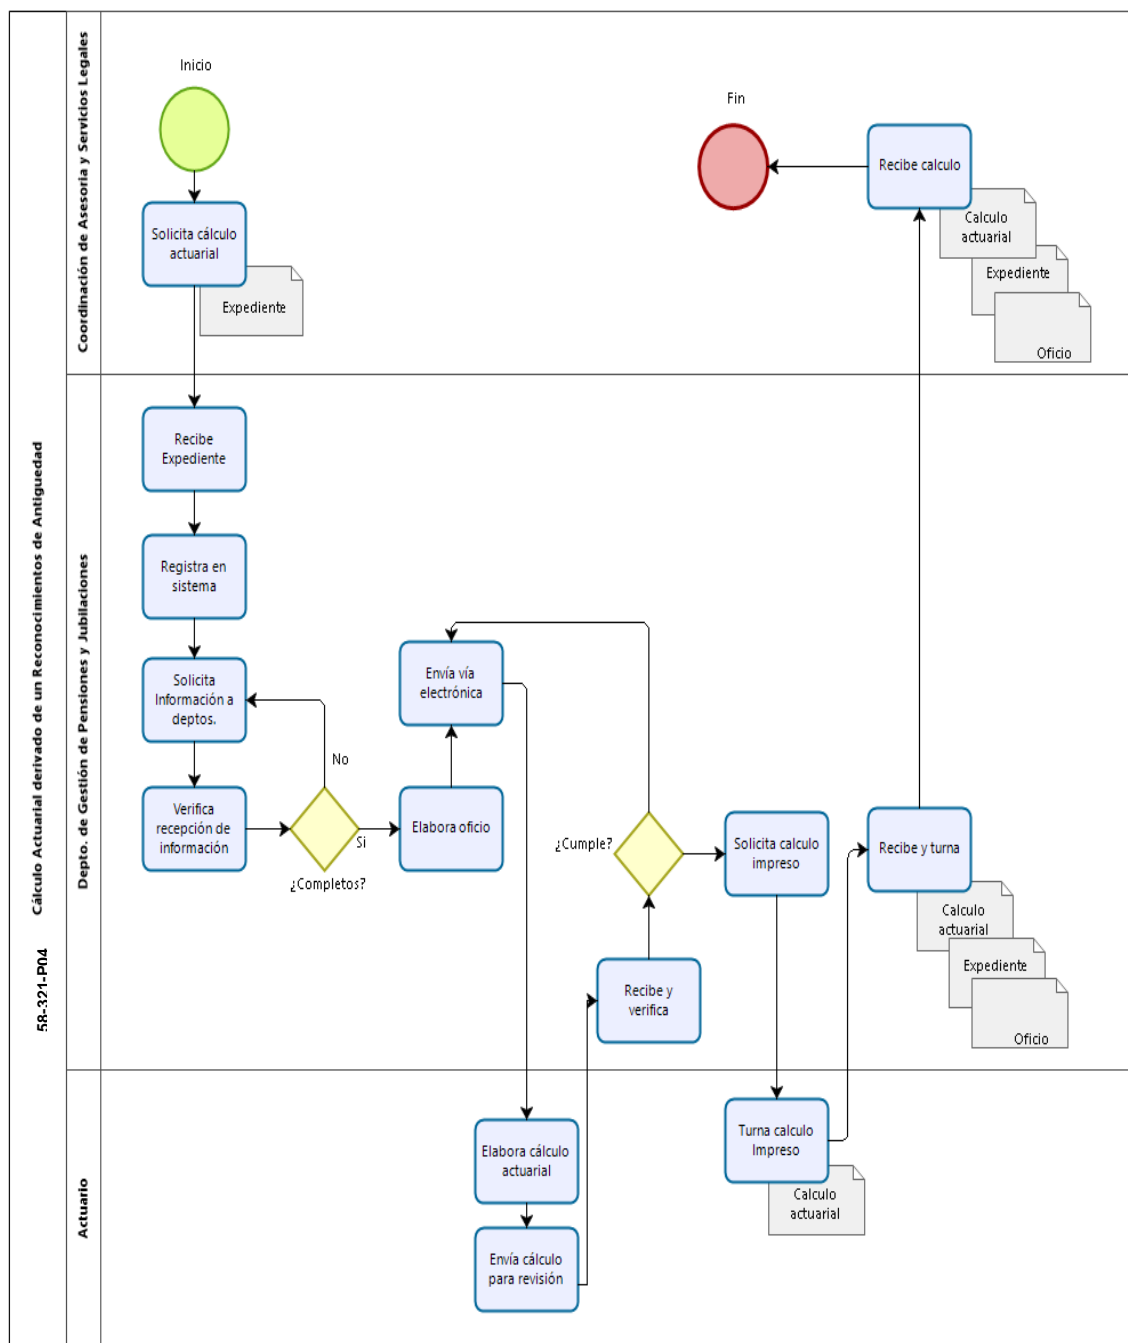 58-321-P04
Cálculo Actuarial derivado de un Reconocimientos de Antiguedad
Coordinación de Asesoria y Servicios Legales
Inicio
Solicita cálculo
actuarial
Expediente
Fin
Recibe calculo
Calculo
actuarial
Expediente
Oficio
Depto. de Gestión de Pensiones y Jubilaciones
Recibe
Expediente
Registra en
sistema
Solicita
Información a
deptos.
Verifica
recepción de
información
No
Si
¿Completos?
Elabora oficio
Envía vía
electrónica
Recibe y
verifica
¿Cumple?
Solicita calculo
impreso
Recibe y turna
Calculo
actuarial
Expediente
Oficio
Actuario
Elabora cálculo
actuarial
Envía cálculo
para revisión
Turna calculo
Impreso
Calculo
actuarial